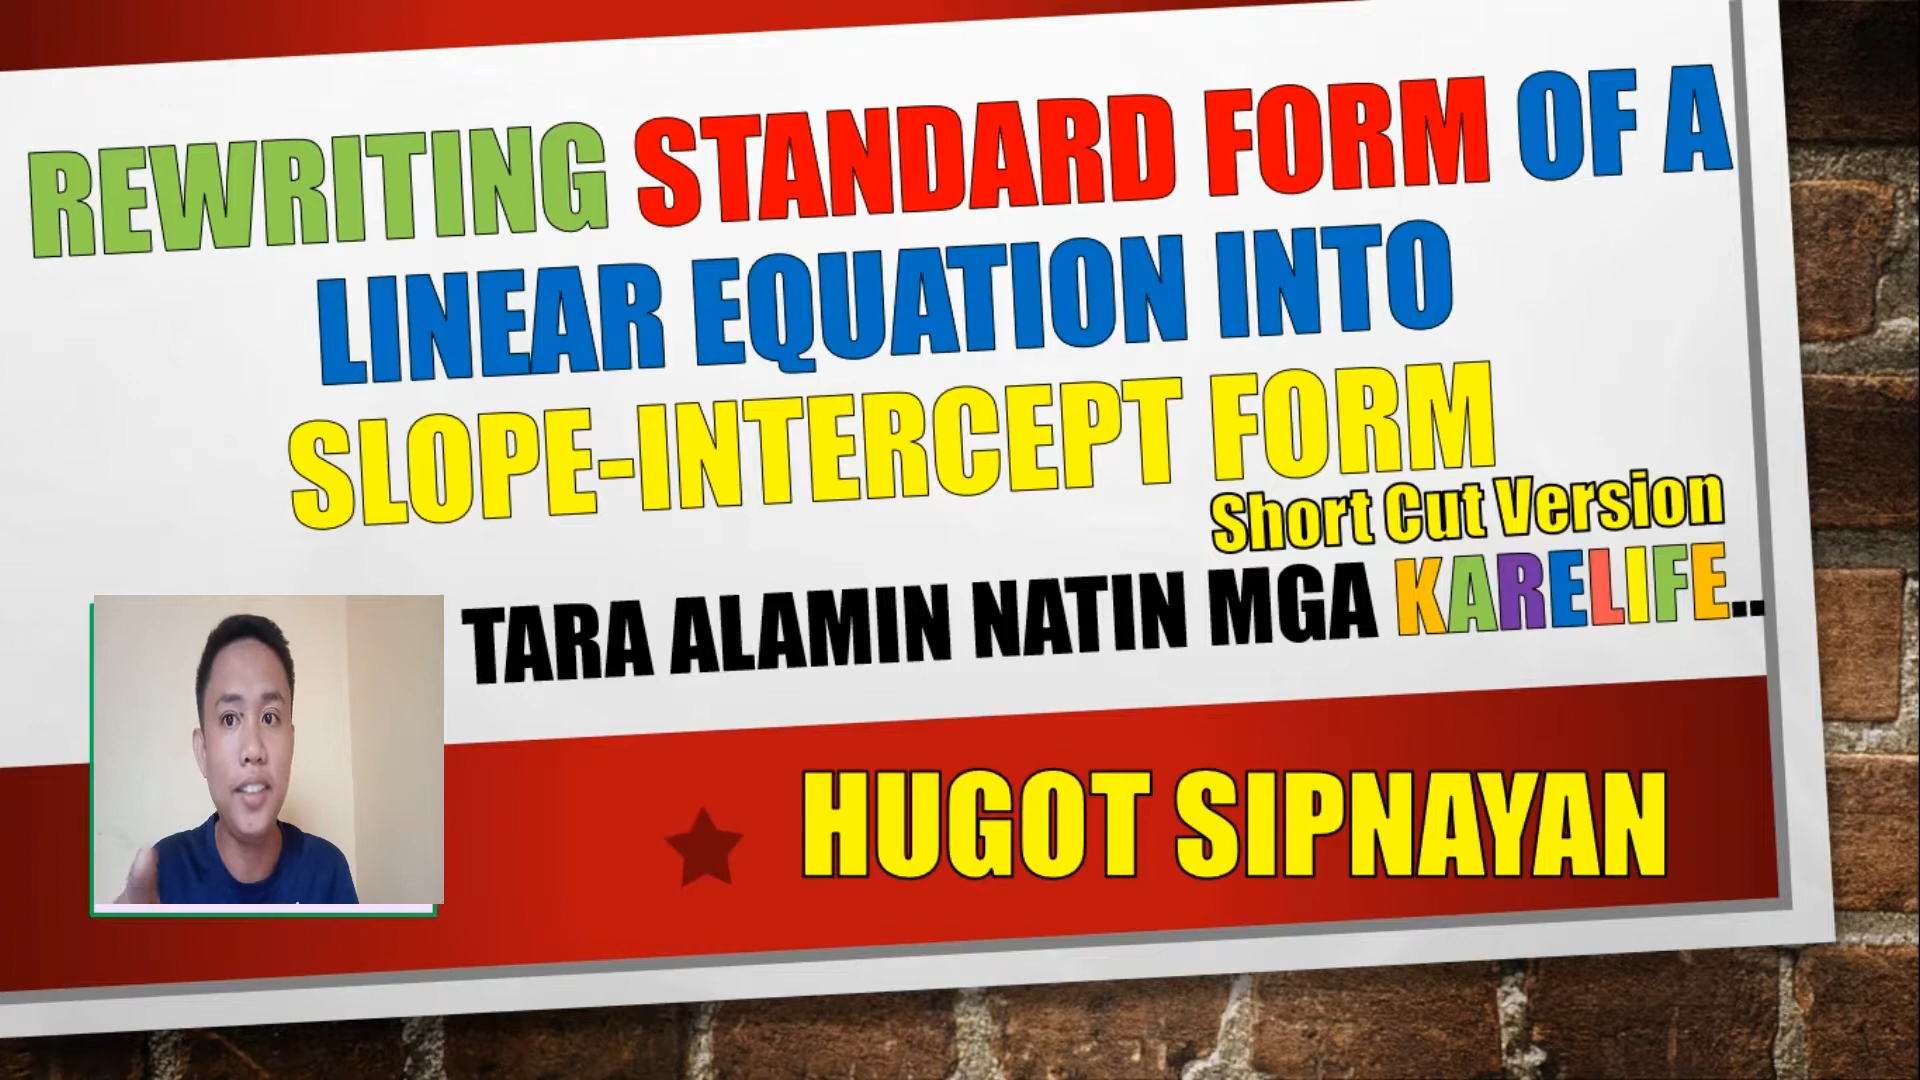 REWRITING STANDARD FORM OF A
LINEAR EQUATION INTO
SLOPE-INTERCEPT FORM
Short Cut Version
TARA ALAMIN NATIN MGA KARELIFE..
HUGOT SIPNAYAN